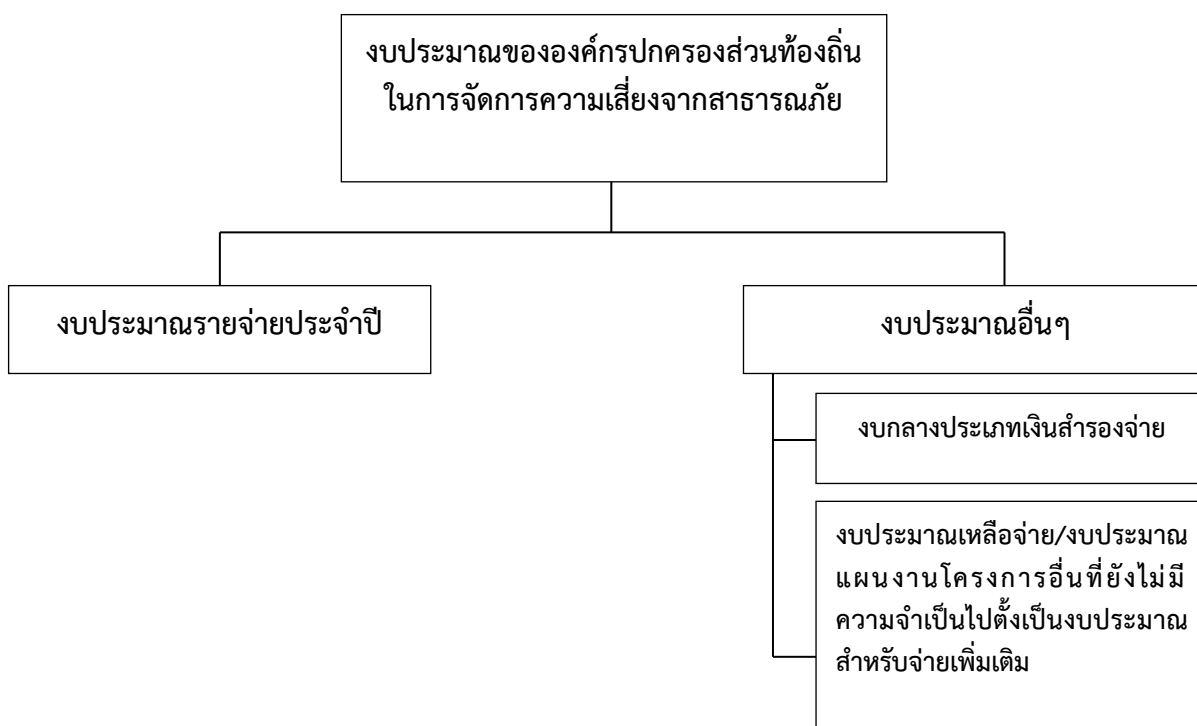 งบประมาณขององค์กรปกครองส่วนท้องถิ่น
ในการจัดการความเสี่ยงจากสาธารณภัย
งบประมาณรายจ่ายประจำปี
งบประมาณอื่นๆ
งบกลางประเภทเงินสำรองจ่าย
งบประมาณเหลือจ่าย/งบประมาณ
แผนงานโครงการอื่นที่ยังไม่มี
ความจำเป็นไปตั้งเป็นงบประมาณ
สำหรับจ่ายเพิ่มเติม